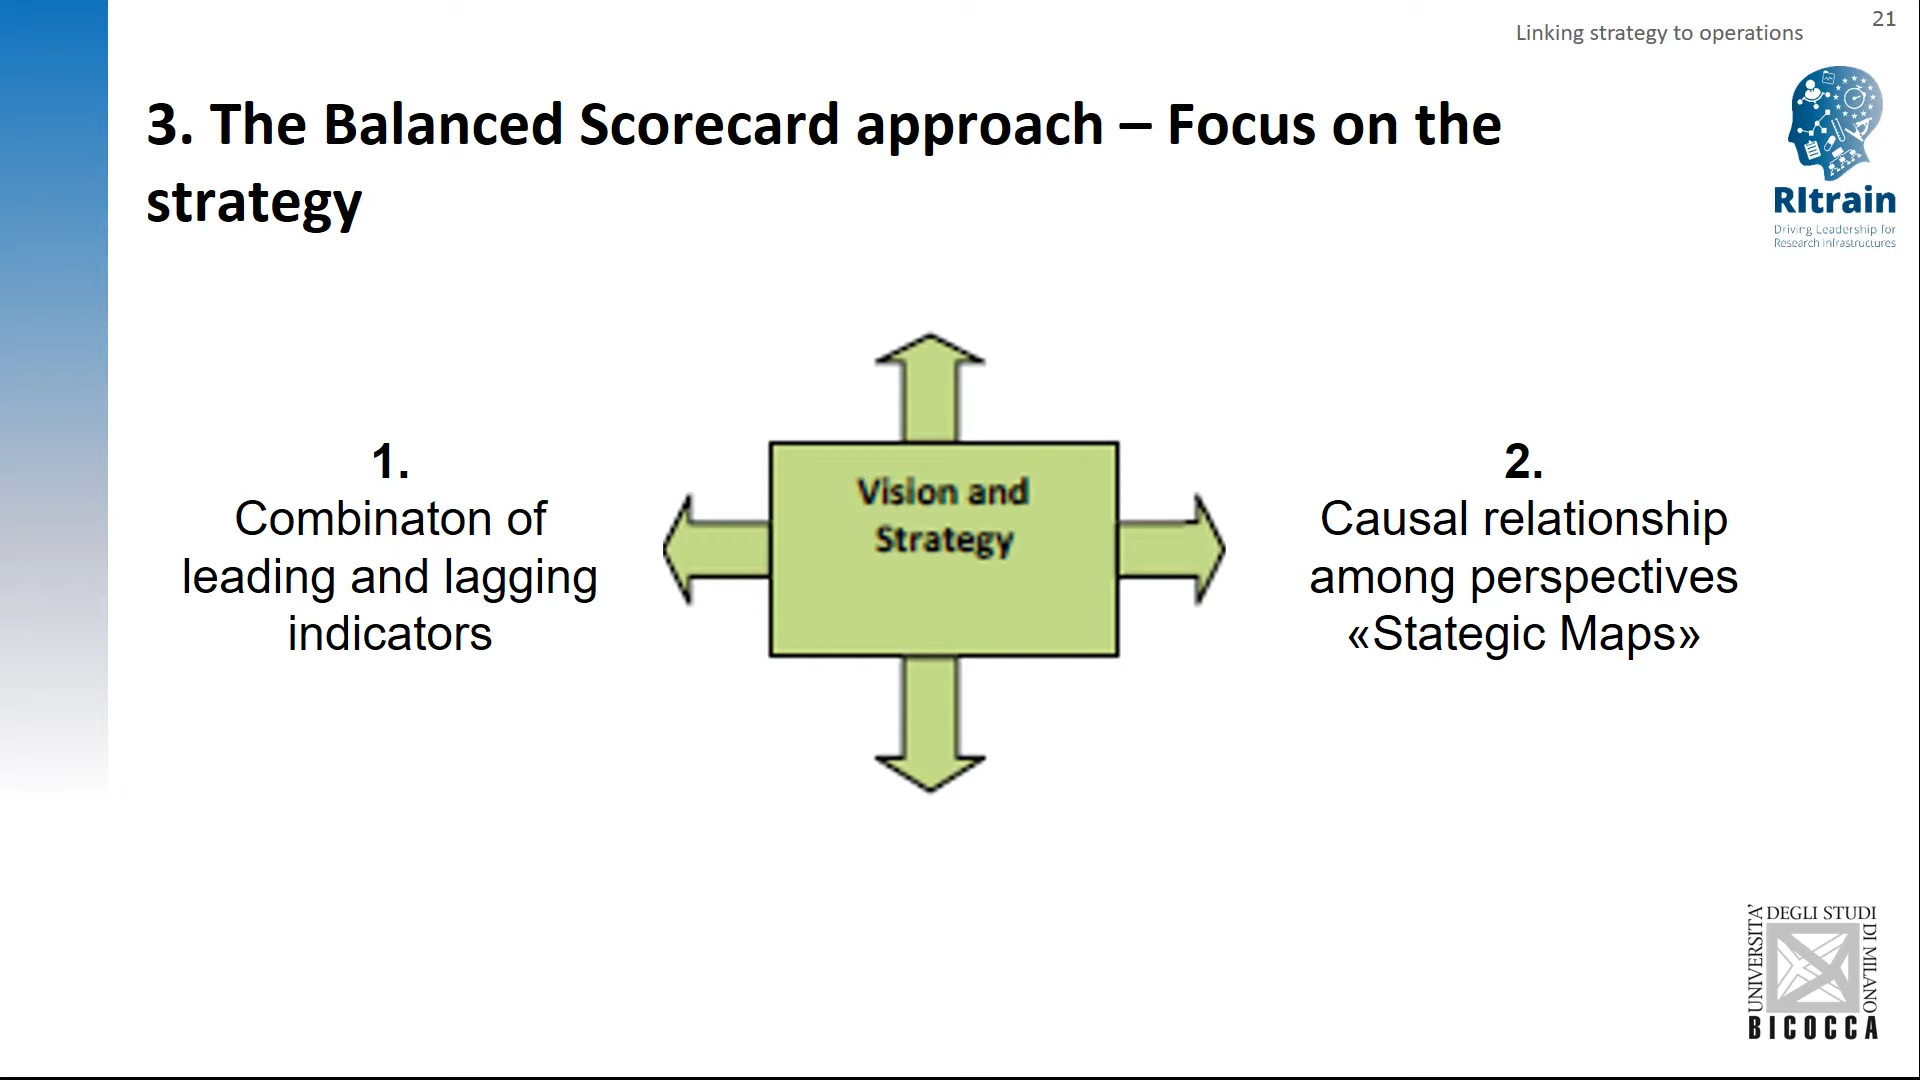 21
Linking strategy to operations
3. The Balanced Scorecard approach – Focus on the
strategy
RItrain
Driving Leadership for
Research Infrastructures
1.
Combinaton of
leading and lagging
indicators
Vision and
Strategy
2.
Causal relationship
among perspectives
«Stategic Maps»
UNIVERSITA'
DEGLI STUDI
DI MILANO
BICOCCA